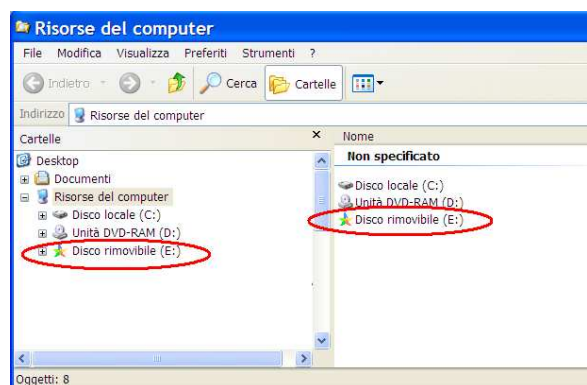 Risorse del computer
File Modifica Visualizza Preferiti Strumenti ?
Indietro Cerca Cartelle
Indirizzo Risorse del computer
Cartelle
Desktop
Documenti
Risorse del computer
Disco locale (C:)
Unità DVD-RAM (D:)
Disco rimovibile (E:)
Nome
Non specificato
Disco locale (C:)
Unità DVD-RAM (D:)
Disco rimovibile (E:)
Oggetti: 8